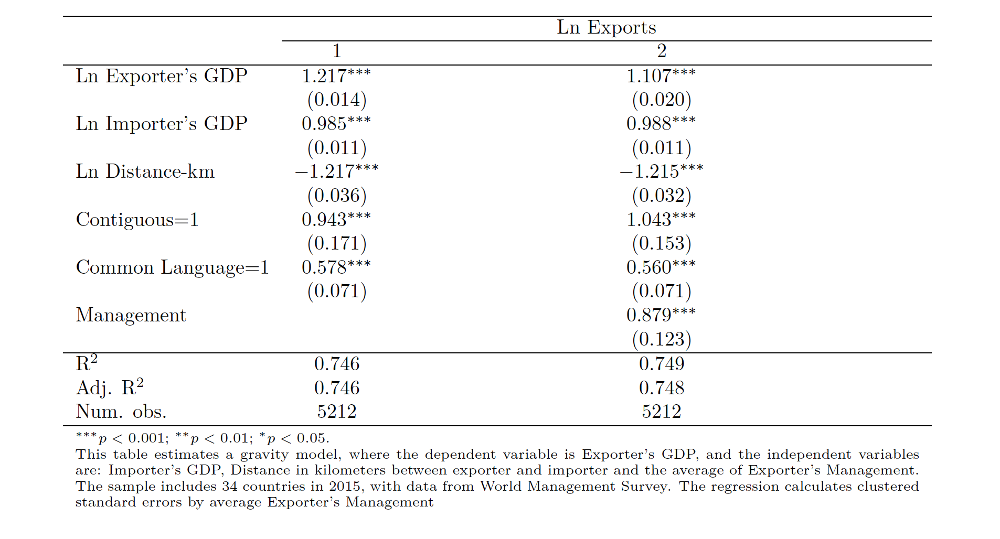 Ln Exports
1 2
Ln Exporter's GDP 1.217*** 1.107***
(0.014) (0.020)
Ln Importer's GDP 0.985*** 0.988***
(0.011) (0.011)
Ln Distance-km −1.217*** −1.215***
(0.036) (0.032)
Contiguous=1 0.943*** 1.043***
(0.171) (0.153)
Common Language=1 0.578*** 0.560***
(0.071) (0.071)
Management 0.879***
(0.123)
R² 0.746 0.749
Adj. R² 0.746 0.748
Num. obs. 5212 5212
***p < 0.001; **p < 0.01; *p < 0.05.
This table estimates a gravity model, where the dependent variable is Exporter's GDP, and the independent variables
are: Importer's GDP, Distance in kilometers between exporter and importer and the average of Exporter's Management.
The sample includes 34 countries in 2015, with data from World Management Survey. The regression calculates clustered
standard errors by average Exporter's Management